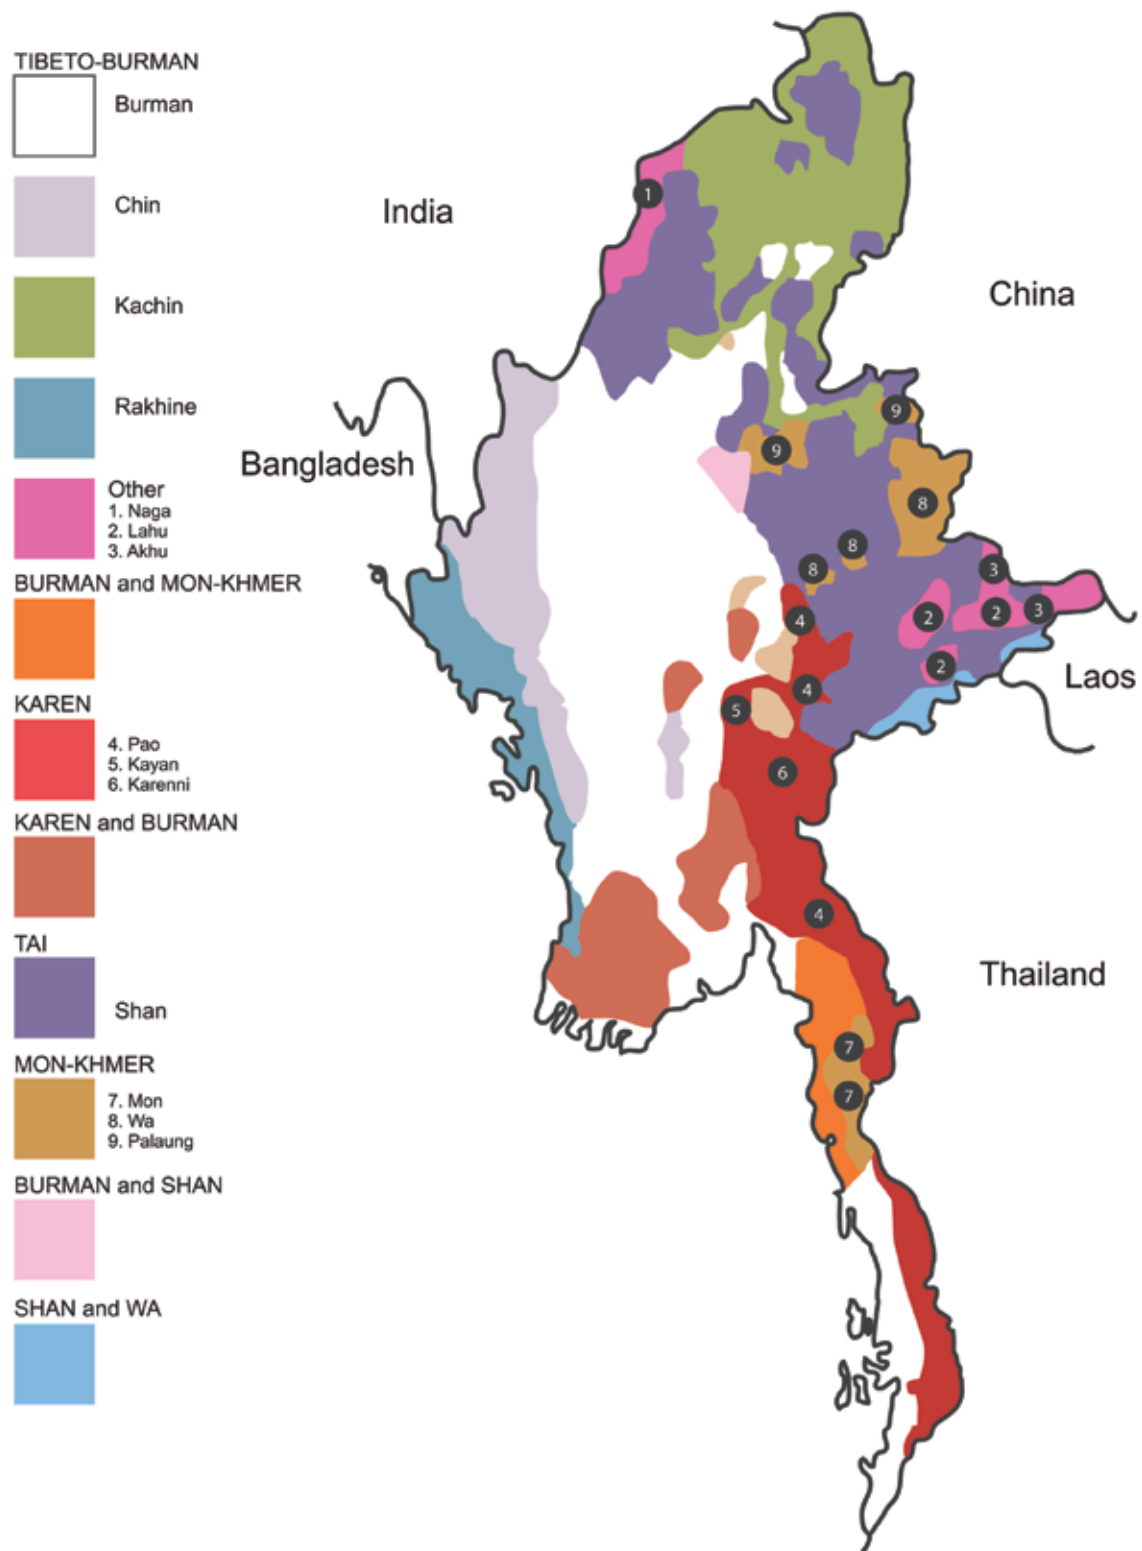 TIBETO-BURMAN
Burman
Chin
Kachin
Rakhine
Other
1. Naga
2. Lahu
3. Akhu
BURMAN and MON-KHMER
KAREN
4. Pao
5. Kayan
6. Karenni
KAREN and BURMAN
TAI
Shan
MON-KHMER
7. Mon
8. Wa
9. Palaung
BURMAN and SHAN
SHAN and WA
India
China
Bangladesh
Laos
Thailand
1
9
9
8
8
8
3
2
2
3
4
2
4
5
6
4
7
7